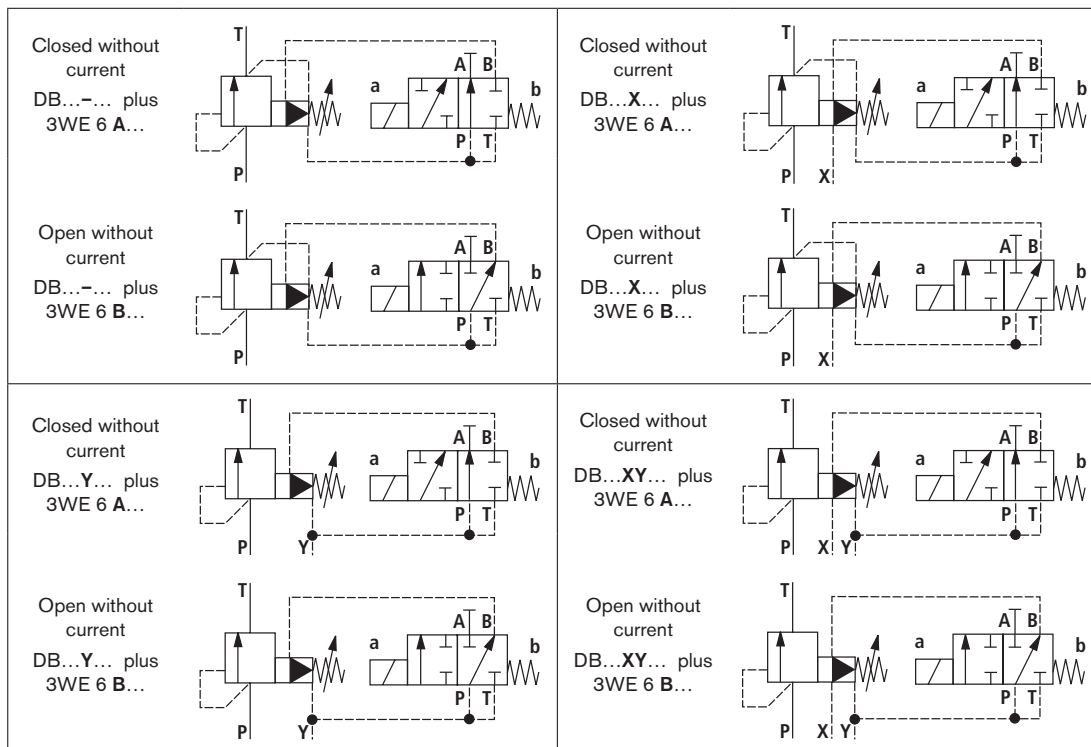 Closed without
current
DB...–... plus
3WE 6 A...
T
P
a
A B
P T
b
Open without
current
DB...–... plus
3WE 6 B...
T
P
a
A B
P T
b
Closed without
current
DB...X... plus
3WE 6 A...
T
P X
a
A B
P T
b
Open without
current
DB...X... plus
3WE 6 B...
T
P X
a
A B
P T
b
Closed without
current
DB...Y... plus
3WE 6 A...
T
P Y
a
A B
P T
b
Open without
current
DB...Y... plus
3WE 6 B...
T
P Y
a
A B
P T
b
Closed without
current
DB...XY... plus
3WE 6 A...
T
P X Y
a
A B
P T
b
Open without
current
DB...XY... plus
3WE 6 B...
T
P X Y
a
A B
P T
b